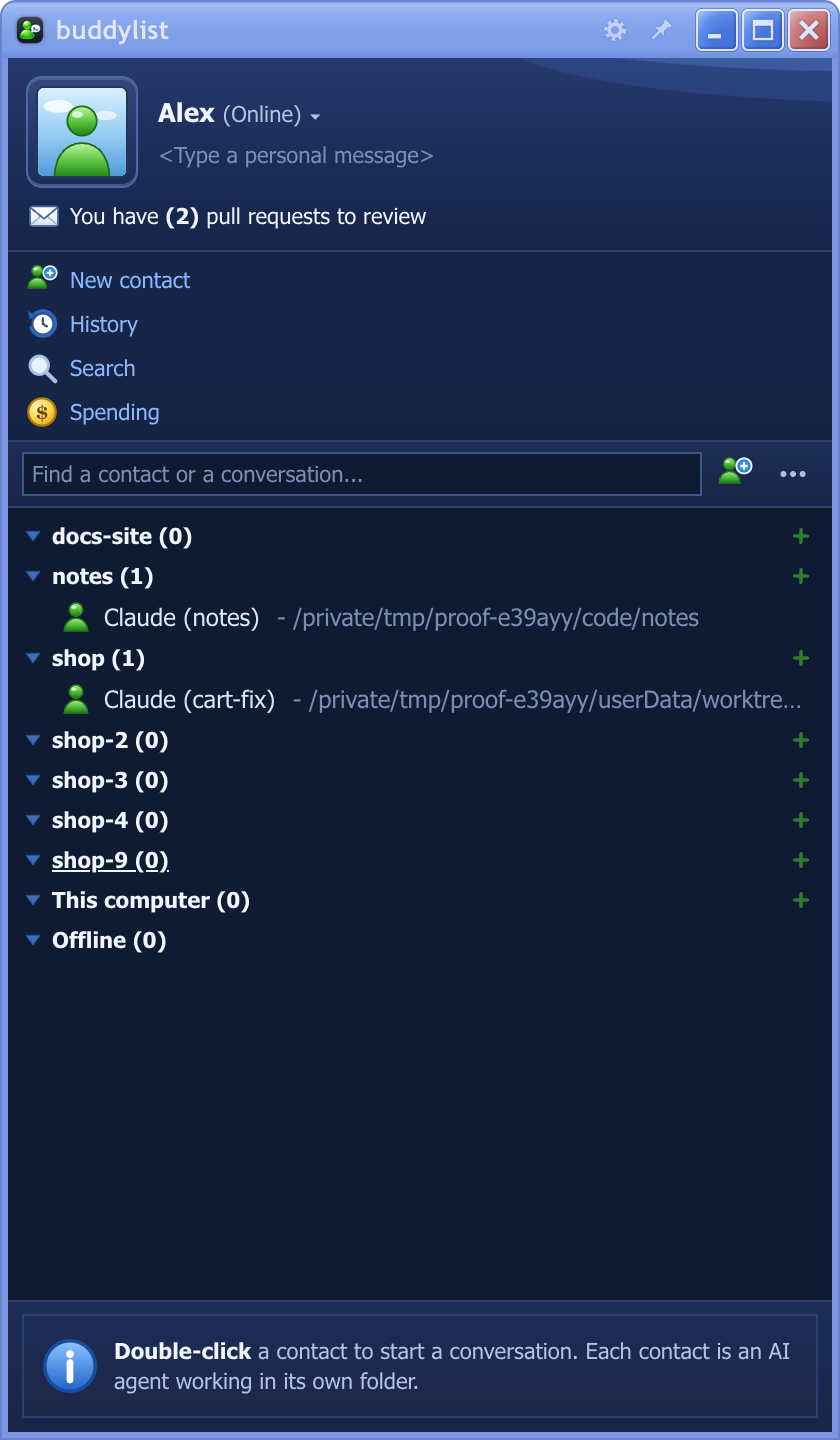 buddylist
Alex (Online)
<Type a personal message>
You have (2) pull requests to review
New contact
History
Search
$ Spending
Find a contact or a conversation...
docs-site (0)
notes (1)
Claude (notes) - /private/tmp/proof-e39ayy/code/notes
shop (1)
Claude (cart-fix) - /private/tmp/proof-e39ayy/userData/worktre...
shop-2 (0)
shop-3 (0)
shop-4 (0)
shop-9 (0)
This computer (0)
Offline (0)
Double-click a contact to start a conversation. Each contact is an AI
agent working in its own folder.